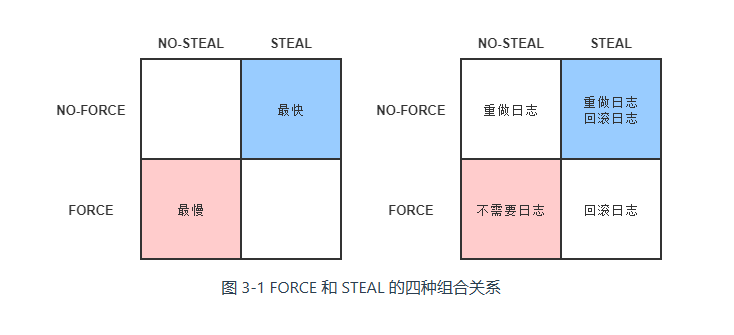 NO-STEAL STEAL NO-STEAL STEAL
NO-FORCE 最快 NO-FORCE 重做日志 重做日志
回滚日志
FORCE 最慢 FORCE 不需要日志 回滚日志
图 3-1 FORCE 和 STEAL 的四种组合关系